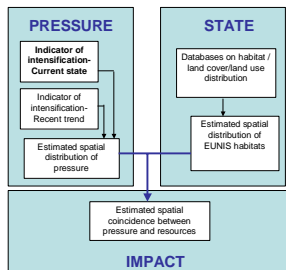 PRESSURE
Indicator of
intensification-
Current state
Indicator of
intensification-
Recent trend
Estimated spatial
distribution of
pressure
STATE
Databases on habitat /
land cover/land use
distribution
Estimated spatial
distribution of
EUNIS habitats
Estimated spatial
coincidence between
pressure and resources
IMPACT